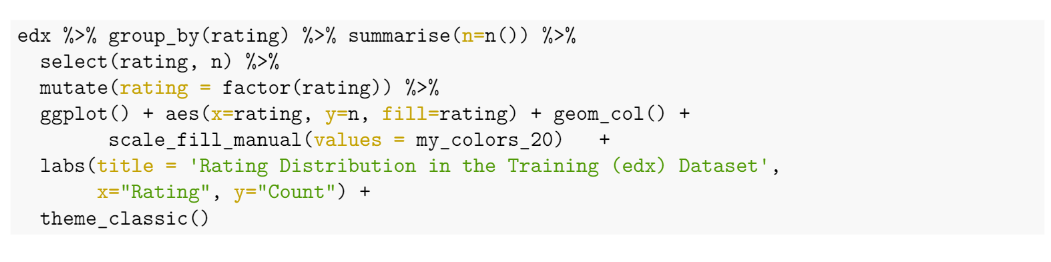 edx %>% group_by(rating) %>% summarise(n=n()) %>%
  select(rating, n) %>%
  mutate(rating = factor(rating)) %>%
  ggplot() + aes(x=rating, y=n, fill=rating) + geom_col() +
        scale_fill_manual(values = my_colors_20)   +
  labs(title = 'Rating Distribution in the Training (edx) Dataset',
       x="Rating", y="Count") +
  theme_classic()